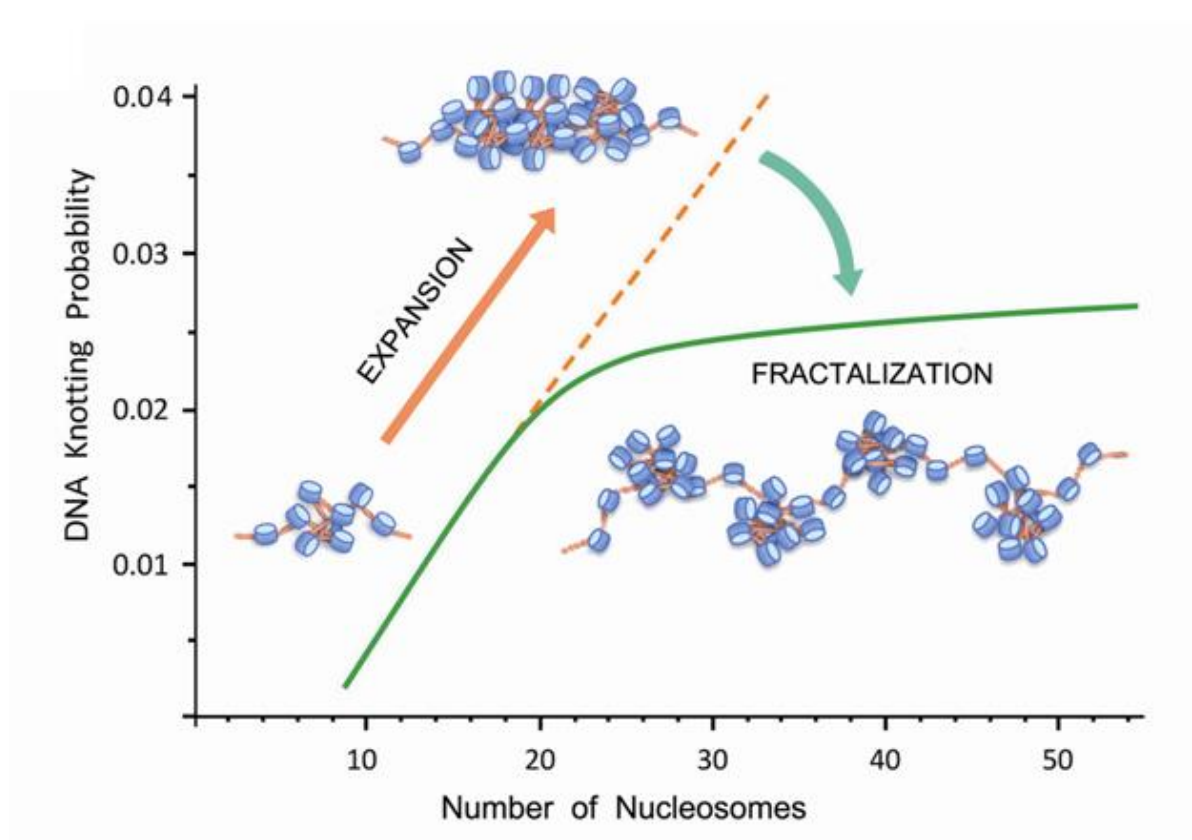 0.04
0.03
0.02
0.01
DNA Knotting Probability
EXPANSION
FRACTALIZATION
10 20 30 40 50
Number of Nucleosomes